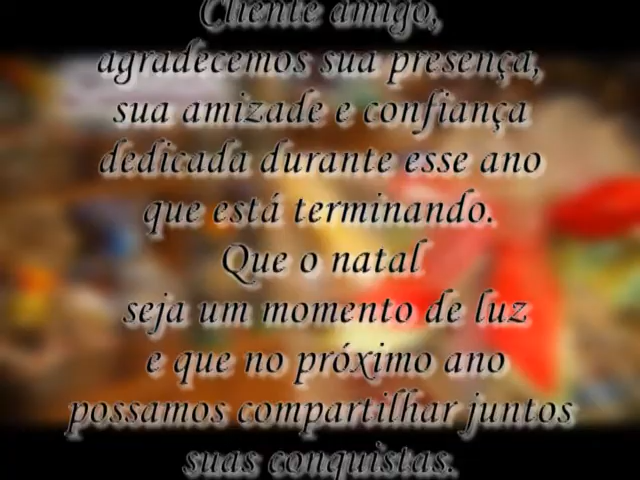 Cliente amigo,
agradecemos sua presença,
sua amizade e confiança
dedicada durante esse ano
que está terminando.
Que o natal
seja um momento de luz
e que no próximo ano
possamos compartilhar juntos
suas conquistas.